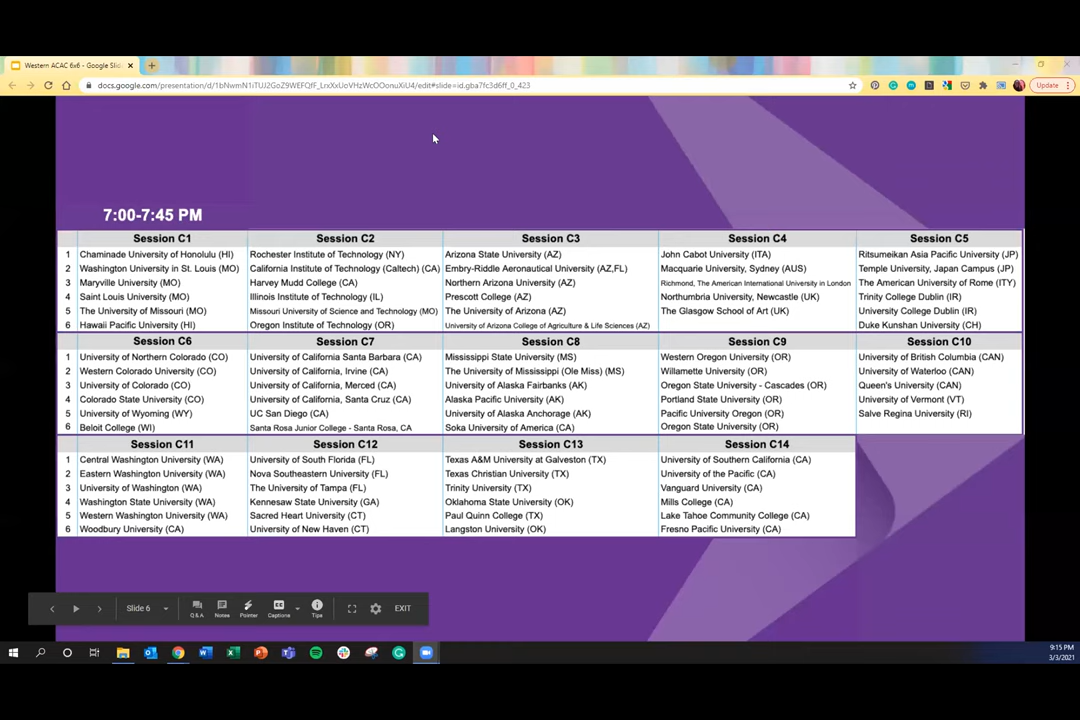 Western ACAC 6x6 - Google Slid
docs.google.com/presentation/d/1bNwmN1iTUJ2GoZ9WEFQfF_LrxXxUoVHzWcOOonuXiU4/edit#slide=id.gba7fc3d6ff_0_423
Update
7:00-7:45 PM
Session C1 Session C2 Session C3 Session C4 Session C5
1 Chaminade University of Honolulu (HI) Rochester Institute of Technology (NY) Arizona State University (AZ) John Cabot University (ITA) Ritsumeikan Asia Pacific University (JP)
2 Washington University in St. Louis (MO) California Institute of Technology (Caltech) (CA) Embry-Riddle Aeronautical University (AZ,FL) Macquarie University, Sydney (AUS) Temple University, Japan Campus (JP)
3 Maryville University (MO) Harvey Mudd College (CA) Northern Arizona University (AZ) Richmond, The American International University in London The American University of Rome (ITY)
4 Saint Louis University (MO) Illinois Institute of Technology (IL) Prescott College (AZ) Northumbria University, Newcastle (UK) Trinity College Dublin (IR)
5 The University of Missouri (MO) Missouri University of Science and Technology (MO) The University of Arizona (AZ) The Glasgow School of Art (UK) University College Dublin (IR)
6 Hawaii Pacific University (HI) Oregon Institute of Technology (OR) University of Arizona College of Agriculture & Life Sciences (AZ) Duke Kunshan University (CH)
Session C6 Session C7 Session C8 Session C9 Session C10
1 University of Northern Colorado (CO) University of California Santa Barbara (CA) Mississippi State University (MS) Western Oregon University (OR) University of British Columbia (CAN)
2 Western Colorado University (CO) University of California, Irvine (CA) The University of Mississippi (Ole Miss) (MS) Willamette University (OR) University of Waterloo (CAN)
3 University of Colorado (CO) University of California, Merced (CA) University of Alaska Fairbanks (AK) Oregon State University - Cascades (OR) Queen's University (CAN)
4 Colorado State University (CO) University of California, Santa Cruz (CA) Alaska Pacific University (AK) Portland State University (OR) University of Vermont (VT)
5 University of Wyoming (WY) UC San Diego (CA) University of Alaska Anchorage (AK) Pacific University Oregon (OR) Salve Regina University (RI)
6 Beloit College (WI) Santa Rosa Junior College - Santa Rosa, CA Soka University of America (CA) Oregon State University (OR)
Session C11 Session C12 Session C13 Session C14
1 Central Washington University (WA) University of South Florida (FL) Texas A&M University at Galveston (TX) University of Southern California (CA)
2 Eastern Washington University (WA) Nova Southeastern University (FL) Texas Christian University (TX) University of the Pacific (CA)
3 University of Washington (WA) The University of Tampa (FL) Trinity University (TX) Vanguard University (CA)
4 Washington State University (WA) Kennesaw State University (GA) Oklahoma State University (OK) Mills College (CA)
5 Western Washington University (WA) Sacred Heart University (CT) Paul Quinn College (TX) Lake Tahoe Community College (CA)
6 Woodbury University (CA) University of New Haven (CT) Langston University (OK) Fresno Pacific University (CA)
Slide 6 Q & A Notes Pointer Captions Tips EXIT
9:15 PM
3/3/2021